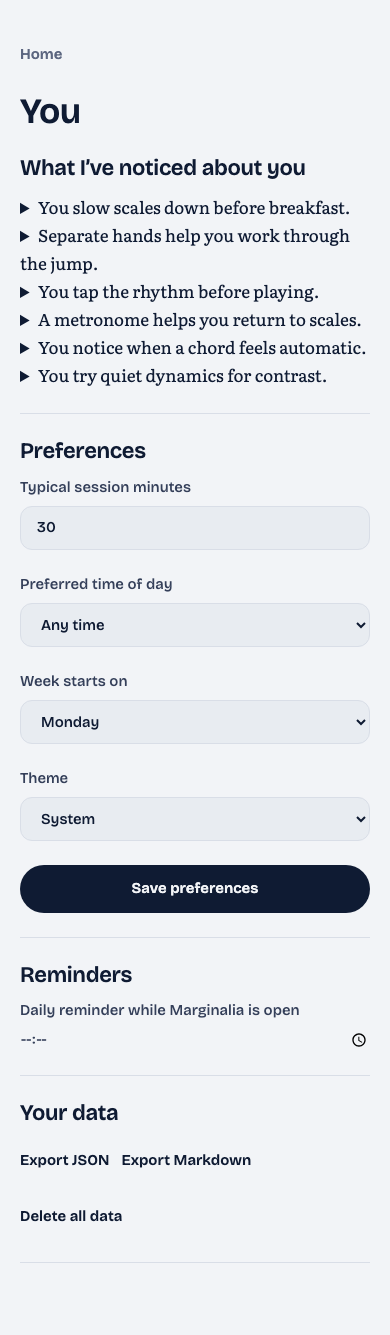 Home
You
What I've noticed about you
You slow scales down before breakfast.
Separate hands help you work through
the jump.
You tap the rhythm before playing.
A metronome helps you return to scales.
You notice when a chord feels automatic.
You try quiet dynamics for contrast.
Preferences
Typical session minutes
30
Preferred time of day
Any time
Week starts on
Monday
Theme
System
Save preferences
Reminders
Daily reminder while Marginalia is open
--:--
Your data
Export JSON Export Markdown
Delete all data